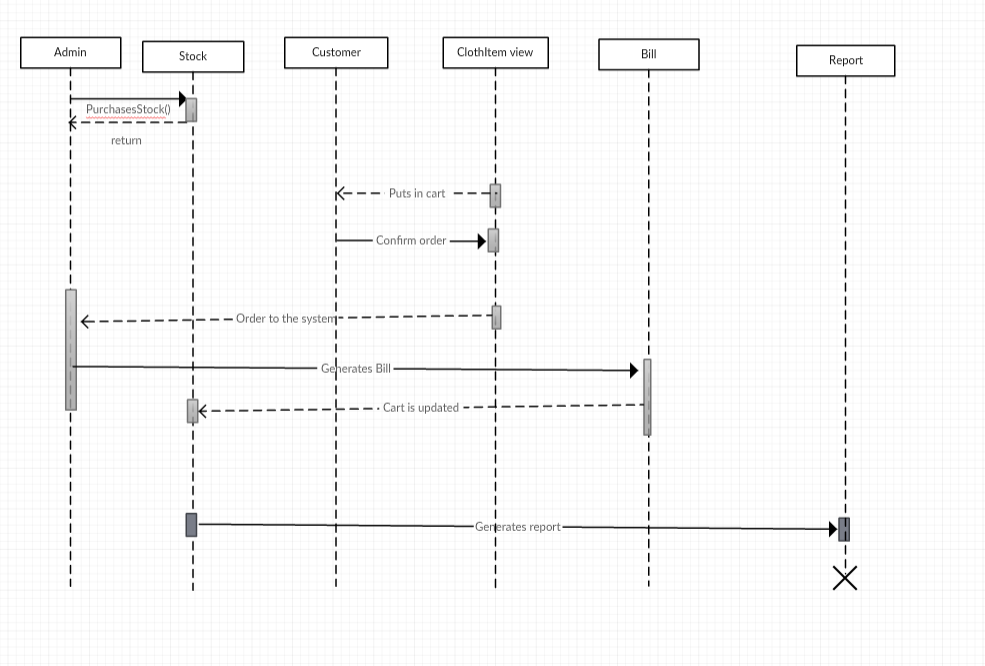 Admin
Stock
Customer
ClothItem view
Bill
Report
PurchasesStock()
return
Puts in cart
Confirm order
Order to the system
Generates Bill
Cart is updated
Generates report